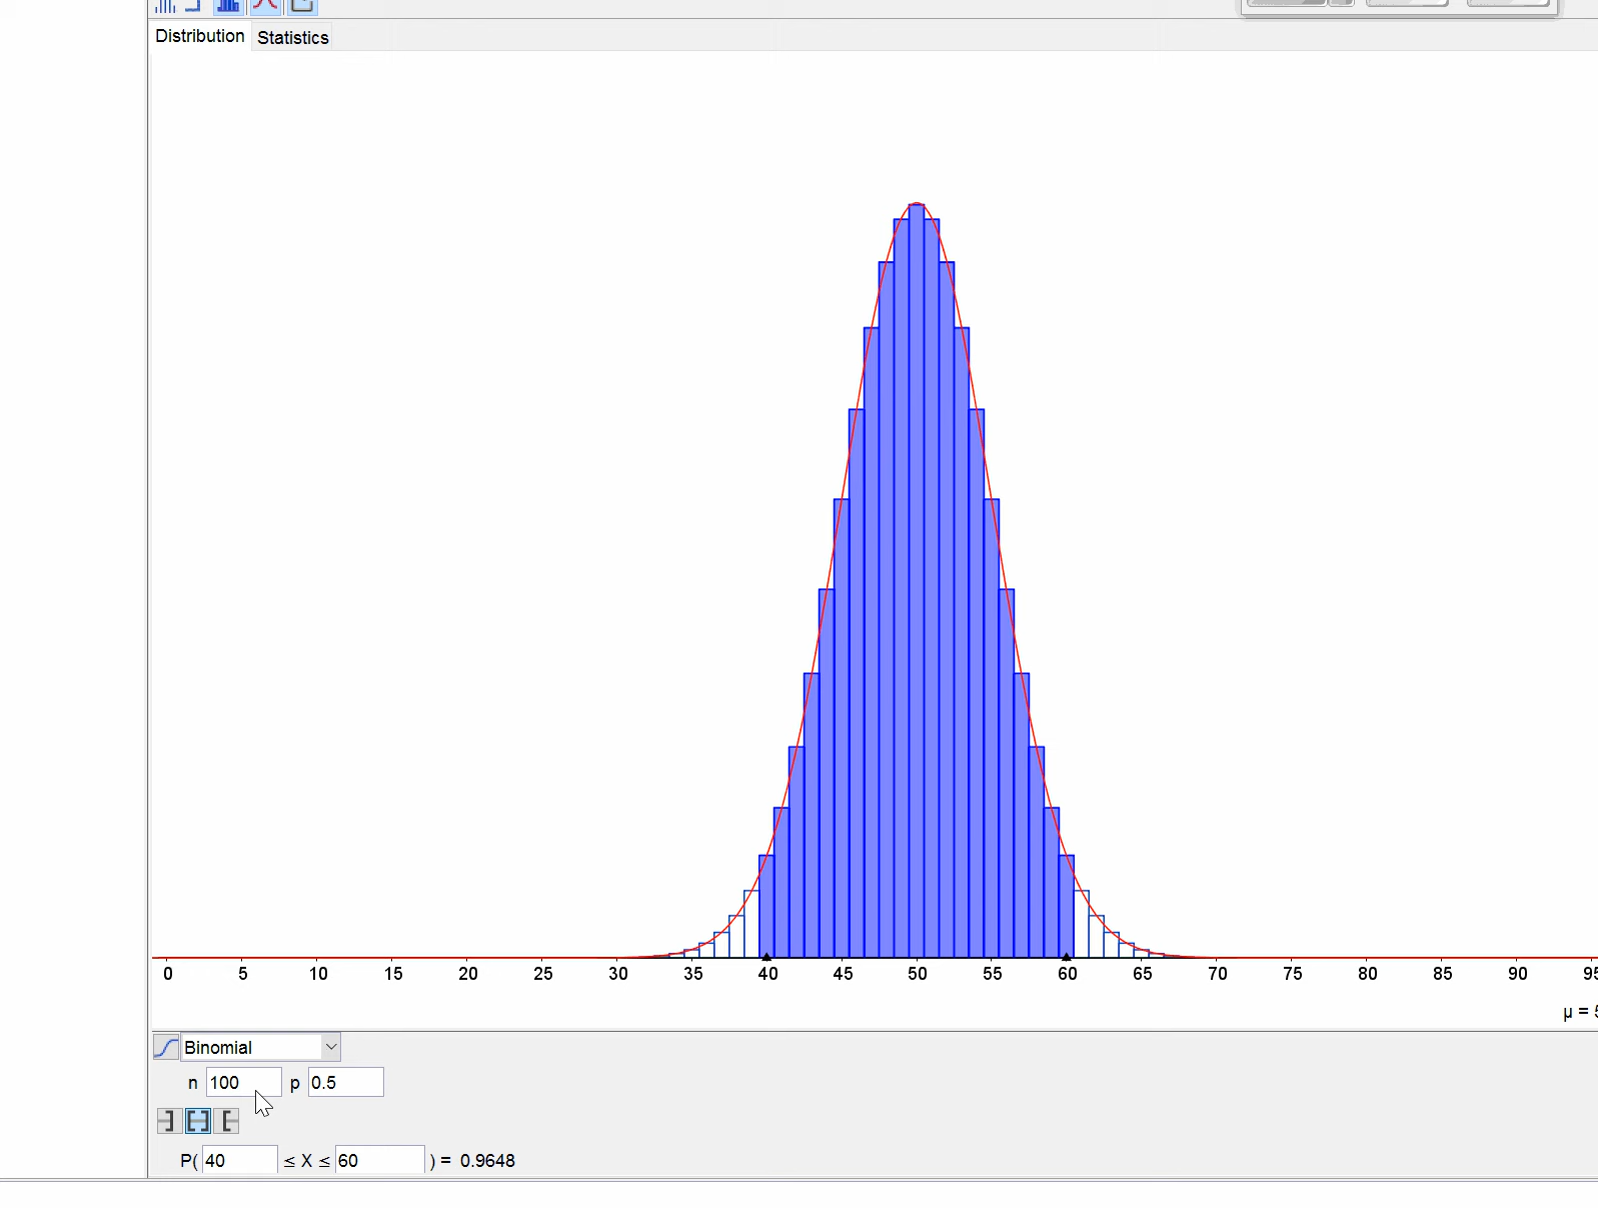 Distribution Statistics
0 5 10 15 20 25 30 35 40 45 50 55 60 65 70 75 80 85 90 95
μ =
Binomial
n 100 p 0.5
P( 40 ≤ X ≤ 60 ) = 0.9648